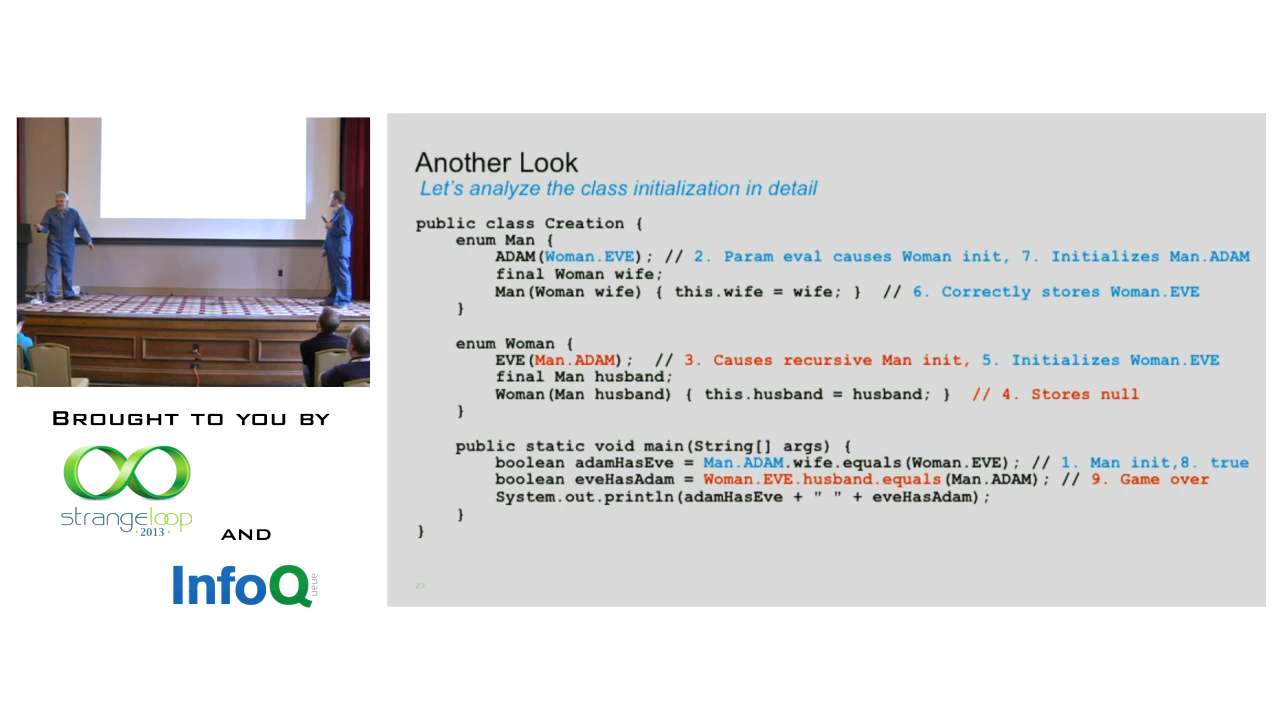 Another Look
Let's analyze the class initialization in detail
public class Creation {
enum Man {
ADAM(Woman.EVE); // 2. Param eval causes Woman init, 7. Initializes Man.ADAM
final Woman wife;
Man(Woman wife) { this.wife = wife; } // 6. Correctly stores Woman.EVE
}
enum Woman {
EVE(Man.ADAM); // 3. Causes recursive Man init, 5. Initializes Woman.EVE
final Man husband;
Woman(Man husband) { this.husband = husband; } // 4. Stores null
}
public static void main(String[] args) {
boolean adamHasEve = Man.ADAM.wife.equals(Woman.EVE); // 1. Man init,8. true
boolean eveHasAdam = Woman.EVE.husband.equals(Man.ADAM); // 9. Game over
System.out.println(adamHasEve + " " + eveHasAdam);
}
}
23
BROUGHT TO YOU BY
strangeloop
·2013·
AND
InfoQ
ueue